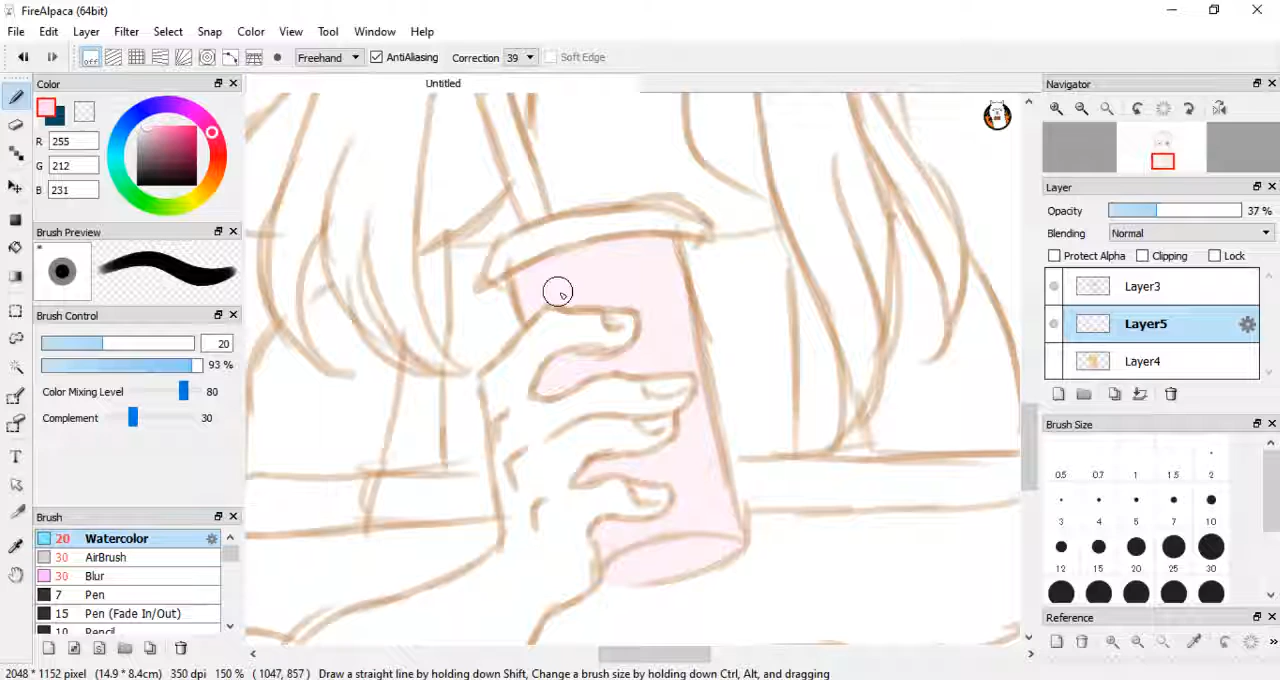 FireAlpaca (64bit)
File Edit Layer Filter Select Snap Color View Tool Window Help
off Freehand AntiAliasing Correction 39 Soft Edge
Color
R 255
G 212
B 231
Brush Preview
Brush Control
20
93 %
Color Mixing Level 80
Complement 30
Brush
20 Watercolor
30 AirBrush
30 Blur
7 Pen
15 Pen (Fade In/Out)
10 Pencil
Untitled
Navigator
Layer
Opacity 37 %
Blending Normal
Protect Alpha Clipping Lock
Layer3
Layer5
Layer4
Brush Size
0.5 0.7 1 1.5 2
3 4 5 7 10
12 15 20 25 30
Reference
2048 * 1152 pixel (14.9 * 8.4cm) 350 dpi 150 % ( 1047, 857 ) Draw a straight line by holding down Shift, Change a brush size by holding down Ctrl, Alt, and dragging